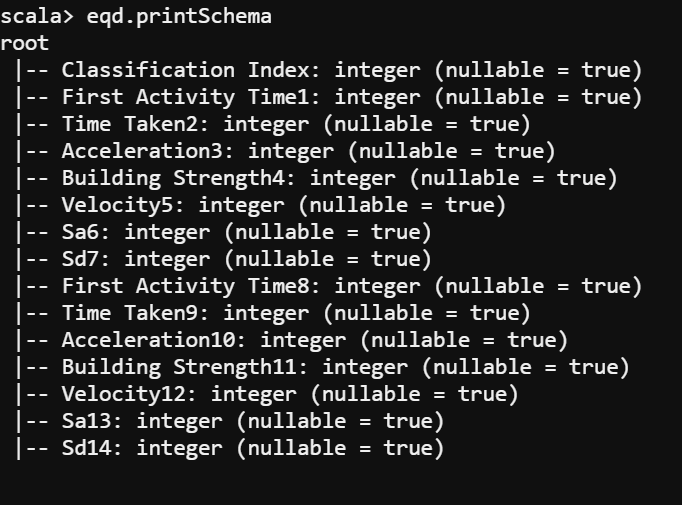 scala> eqd.printSchema
root
 |-- Classification Index: integer (nullable = true)
 |-- First Activity Time1: integer (nullable = true)
 |-- Time Taken2: integer (nullable = true)
 |-- Acceleration3: integer (nullable = true)
 |-- Building Strength4: integer (nullable = true)
 |-- Velocity5: integer (nullable = true)
 |-- Sa6: integer (nullable = true)
 |-- Sd7: integer (nullable = true)
 |-- First Activity Time8: integer (nullable = true)
 |-- Time Taken9: integer (nullable = true)
 |-- Acceleration10: integer (nullable = true)
 |-- Building Strength11: integer (nullable = true)
 |-- Velocity12: integer (nullable = true)
 |-- Sa13: integer (nullable = true)
 |-- Sd14: integer (nullable = true)